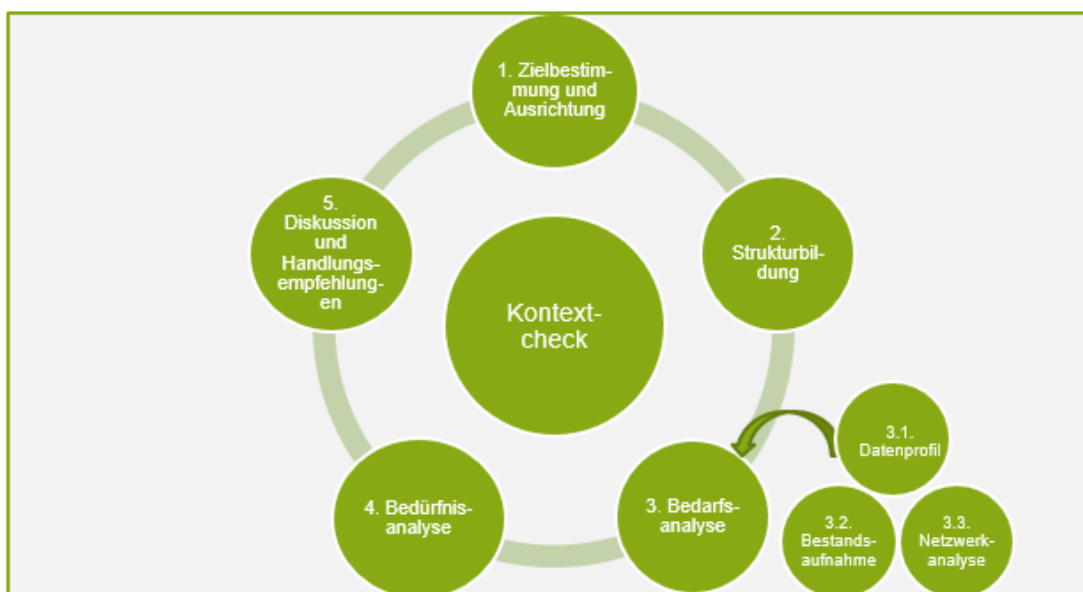 1. Zielbestim-
mung und
Ausrichtung
2.
Strukturbil-
dung
3. Bedarfs-
analyse
3.1.
Datenprofil
3.2.
Bestands-
aufnahme
3.3.
Netzwerk-
analyse
4. Bedürfnis-
analyse
5.
Diskussion
und
Handlungs-
empfehlung-
en
Kontext-
check